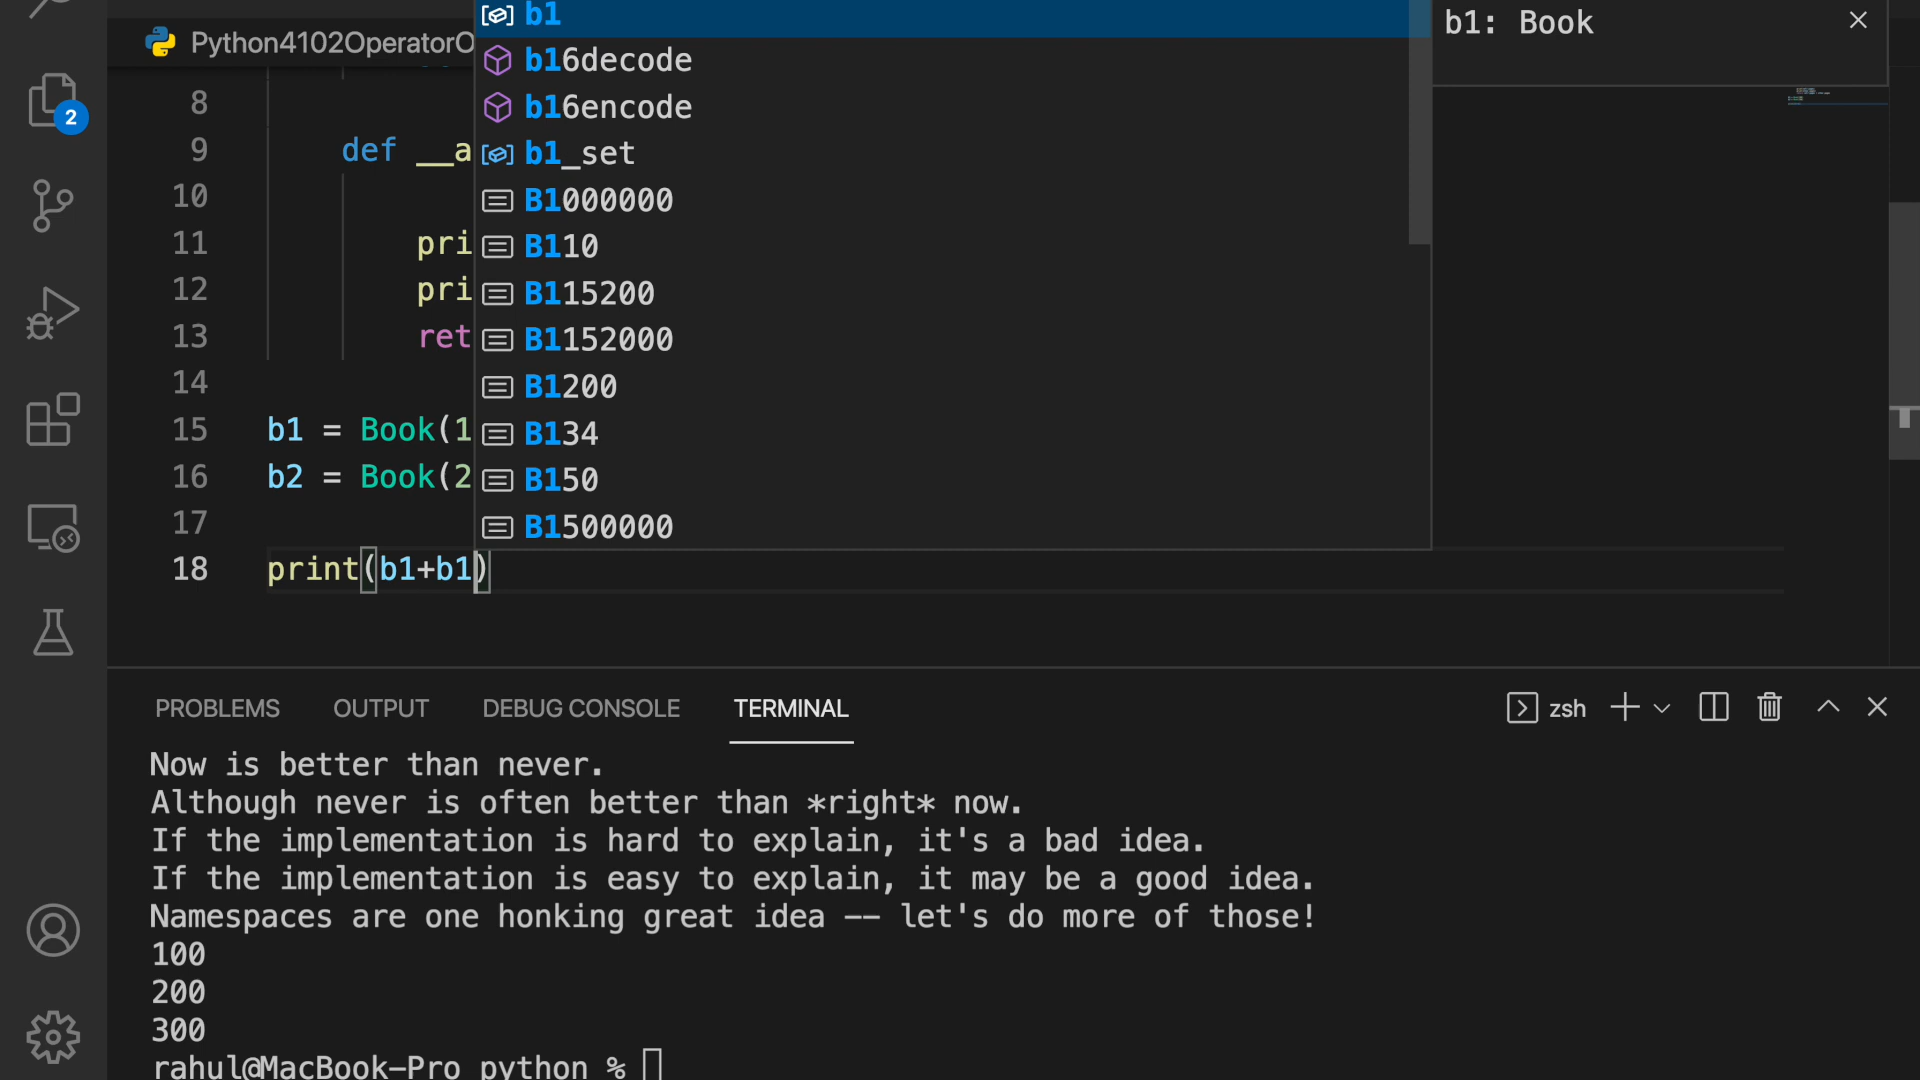 Python4102OperatorO
8
9 def __a
10
11 pri
12 pri
13 ret
14
15 b1 = Book(1
16 b2 = Book(2
17
18 print(b1+b1)
b1
b16decode
b16encode
b1_set
B1000000
B110
B115200
B1152000
B1200
B134
B150
B1500000
b1: Book
2
PROBLEMS OUTPUT DEBUG CONSOLE TERMINAL zsh
Now is better than never.
Although never is often better than *right* now.
If the implementation is hard to explain, it's a bad idea.
If the implementation is easy to explain, it may be a good idea.
Namespaces are one honking great idea -- let's do more of those!
100
200
300
rahul@MacBook-Pro python %